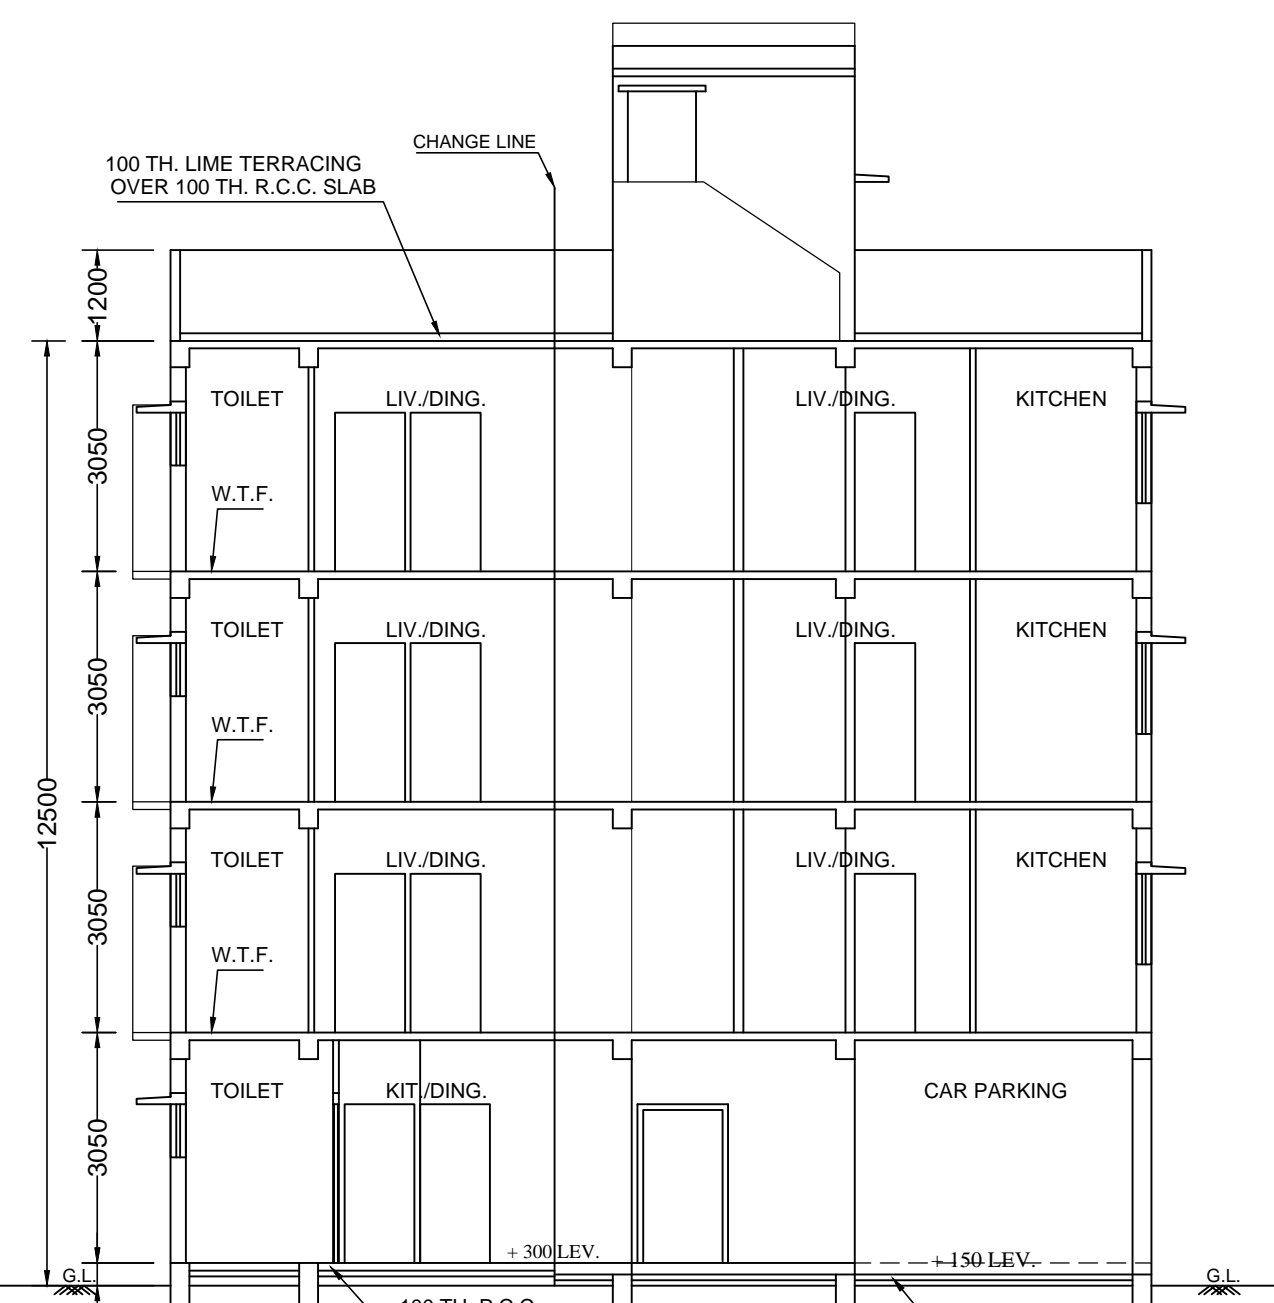 CHANGE LINE
100 TH. LIME TERRACING
OVER 100 TH. R.C.C. SLAB
1200
TOILET
LIV./DING.
LIV./DING.
KITCHEN
3050
W.T.F.
TOILET
LIV./DING.
LIV./DING.
KITCHEN
3050
W.T.F.
12500
TOILET
LIV./DING.
LIV./DING.
KITCHEN
3050
W.T.F.
TOILET
KIT./DING.
CAR PARKING
3050
+ 300 LEV.
+ 150 LEV.
G.L.
G.L.
100 TH. R.C.C.